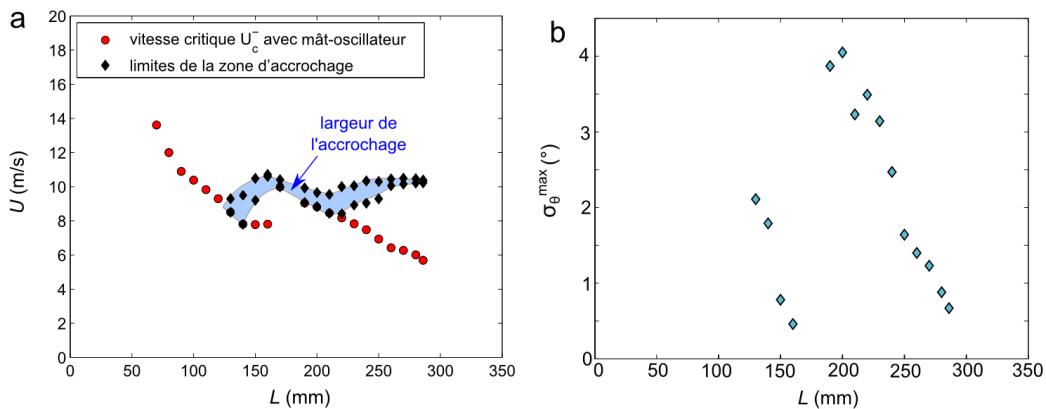 a
20
18
16
14
12
10
8
6
4
2
0
U (m/s)
vitesse critique U_c^- avec mât-oscillateur
limites de la zone d'accrochage
largeur de
l'accrochage
0 50 100 150 200 250 300 350
L (mm)
b
4
3
2
1
0
σ_θ^max (°)
0 50 100 150 200 250 300 350
L (mm)